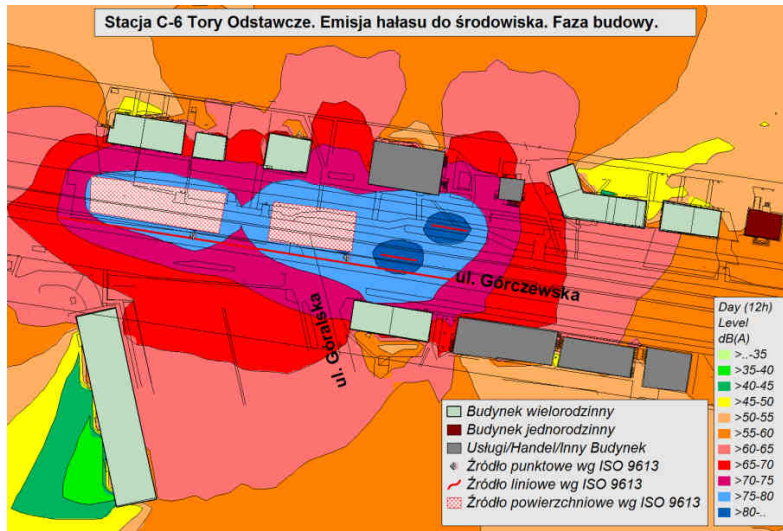 Stacja C-6 Tory Odstawcze. Emisja hałasu do środowiska. Faza budowy.
ul. Górczewska
ul. Góralska
Day (12h)
Level
dB(A)
>..-35
>35-40
>40-45
>45-50
>50-55
>55-60
>60-65
>65-70
>70-75
>75-80
>80-..
Budynek wielorodzinny
Budynek jednorodzinny
Usługi/Handel/Inny Budynek
Źródło punktowe wg ISO 9613
Źródło liniowe wg ISO 9613
Źródło powierzchniowe wg ISO 9613